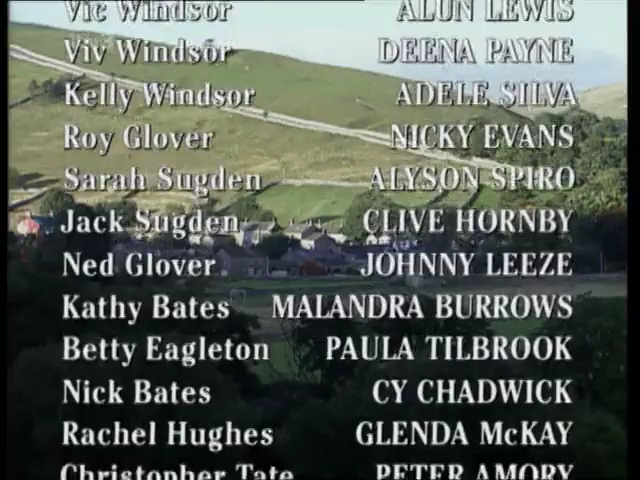 Vic Windsor ALUN LEWIS
Viv Windsor DEENA PAYNE
Kelly Windsor ADELE SILVA
Roy Glover NICKY EVANS
Sarah Sugden ALYSON SPIRO
Jack Sugden CLIVE HORNBY
Ned Glover JOHNNY LEEZE
Kathy Bates MALANDRA BURROWS
Betty Eagleton PAULA TILBROOK
Nick Bates CY CHADWICK
Rachel Hughes GLENDA McKAY
Christopher Tate PETER AMORY